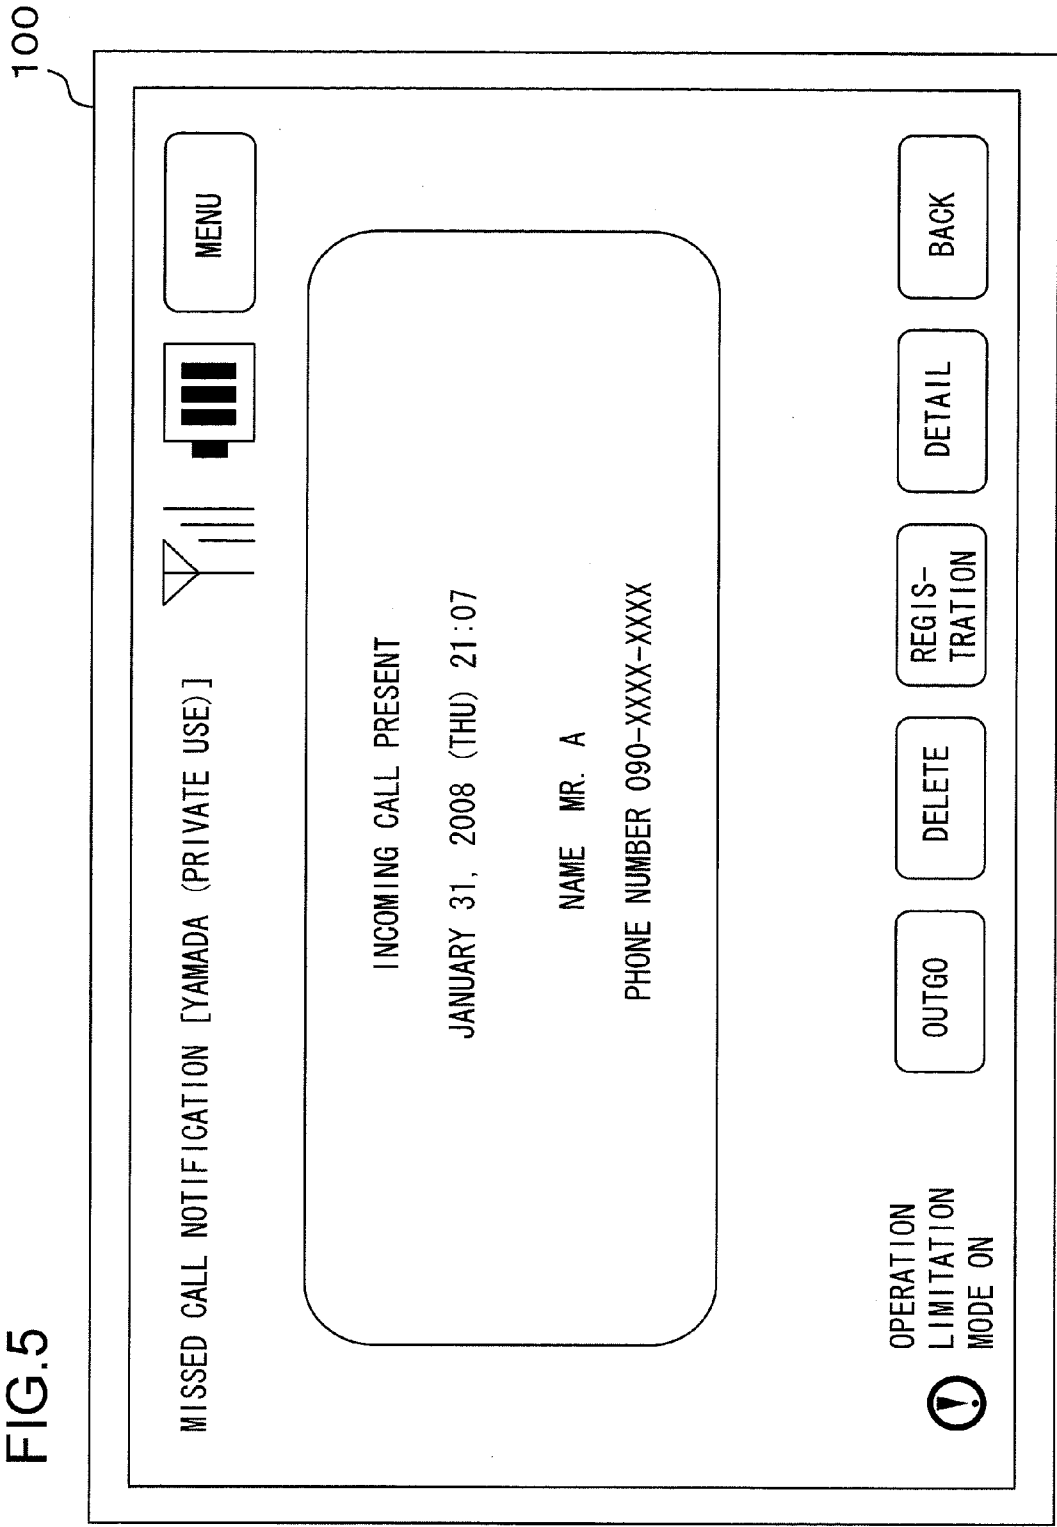 FIG.5
100
MISSED CALL NOTIFICATION [YAMADA (PRIVATE USE)]
MENU
INCOMING CALL PRESENT
JANUARY 31, 2008 (THU) 21:07
NAME MR. A
PHONE NUMBER 090-XXXX-XXXX
OPERATION
LIMITATION
MODE ON
OUTGO
DELETE
REGIS-
TRATION
DETAIL
BACK